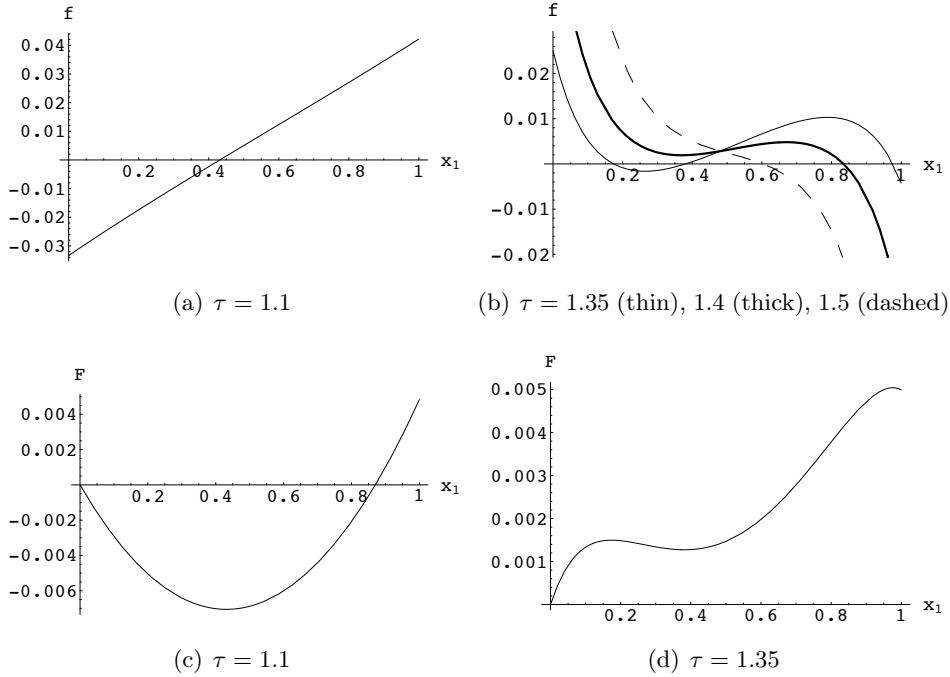 f
0.04
0.03
0.02
0.01
-0.01
-0.02
-0.03
0.2 0.4 0.6 0.8 1 x₁
(a) τ = 1.1
f
0.02
0.01
-0.01
-0.02
0.2 0.4 0.6 0.8 1 x₁
(b) τ = 1.35 (thin), 1.4 (thick), 1.5 (dashed)
F
0.004
0.002
-0.002
-0.004
-0.006
0.2 0.4 0.6 0.8 1 x₁
(c) τ = 1.1
F
0.005
0.004
0.003
0.002
0.001
0.2 0.4 0.6 0.8 1 x₁
(d) τ = 1.35